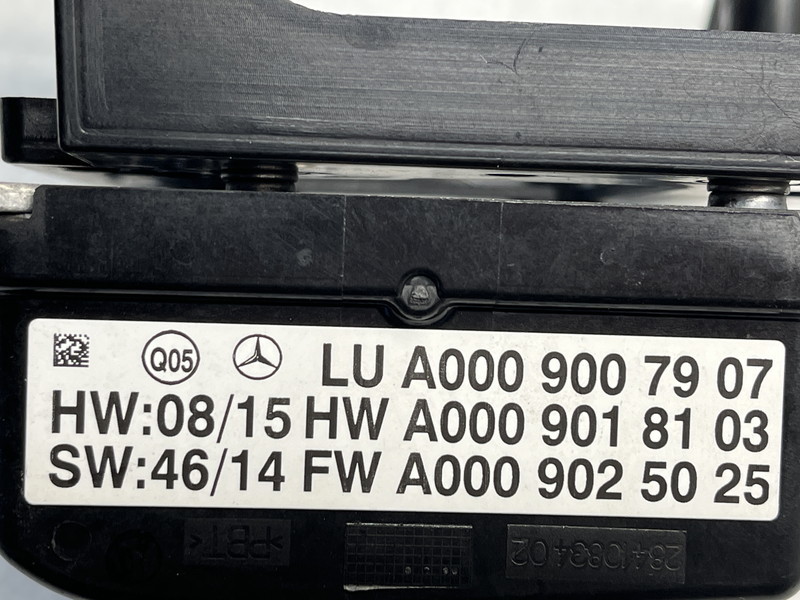 Q05 LU A000 900 79 07
HW:08/15 HW A000 901 81 03
SW:46/14 FW A000 902 50 25
>PBT< 2841083402